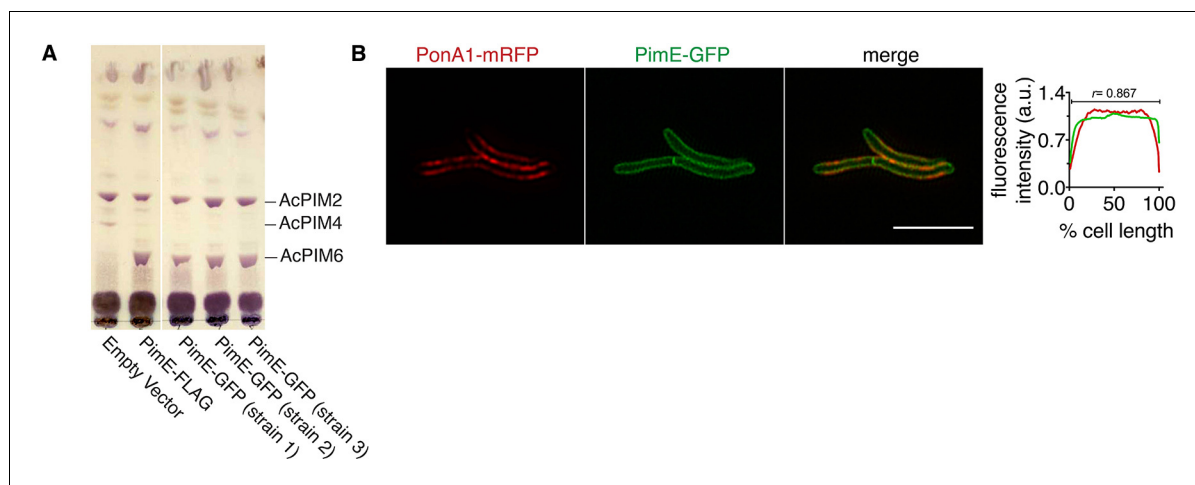 A
AcPIM2
AcPIM4
AcPIM6
Empty Vector
PimE-FLAG
PimE-GFP (strain 1)
PimE-GFP (strain 2)
PimE-GFP (strain 3)
B
PonA1-mRFP
PimE-GFP
merge
fluorescence
intensity (a.u.)
1.4
0.7
0.0
r= 0.867
0 50 100
% cell length